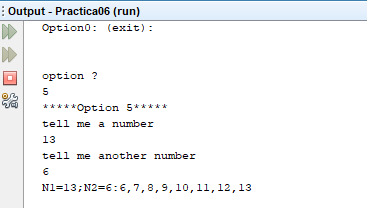 Output - Practica06 (run)
Option0: (exit):
option ?
5
*****Option 5*****
tell me a number
13
tell me another number
6
N1=13;N2=6:6,7,8,9,10,11,12,13